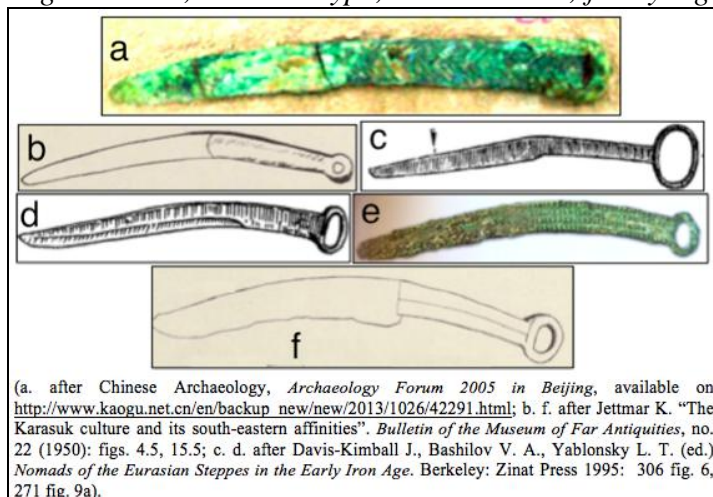 a
b
c
d
e
f
(a. after Chinese Archaeology, Archaeology Forum 2005 in Beijing, available on
http://www.kaogu.net.cn/en/backup_new/new/2013/1026/42291.html; b. f. after Jettmar K. “The
Karasuk culture and its south-eastern affinities”. Bulletin of the Museum of Far Antiquities, no.
22 (1950): figs. 4.5, 15.5; c. d. after Davis-Kimball J., Bashilov V. A., Yablonsky L. T. (ed.)
Nomads of the Eurasian Steppes in the Early Iron Age. Berkeley: Zinat Press 1995: 306 fig. 6,
271 fig. 9a).